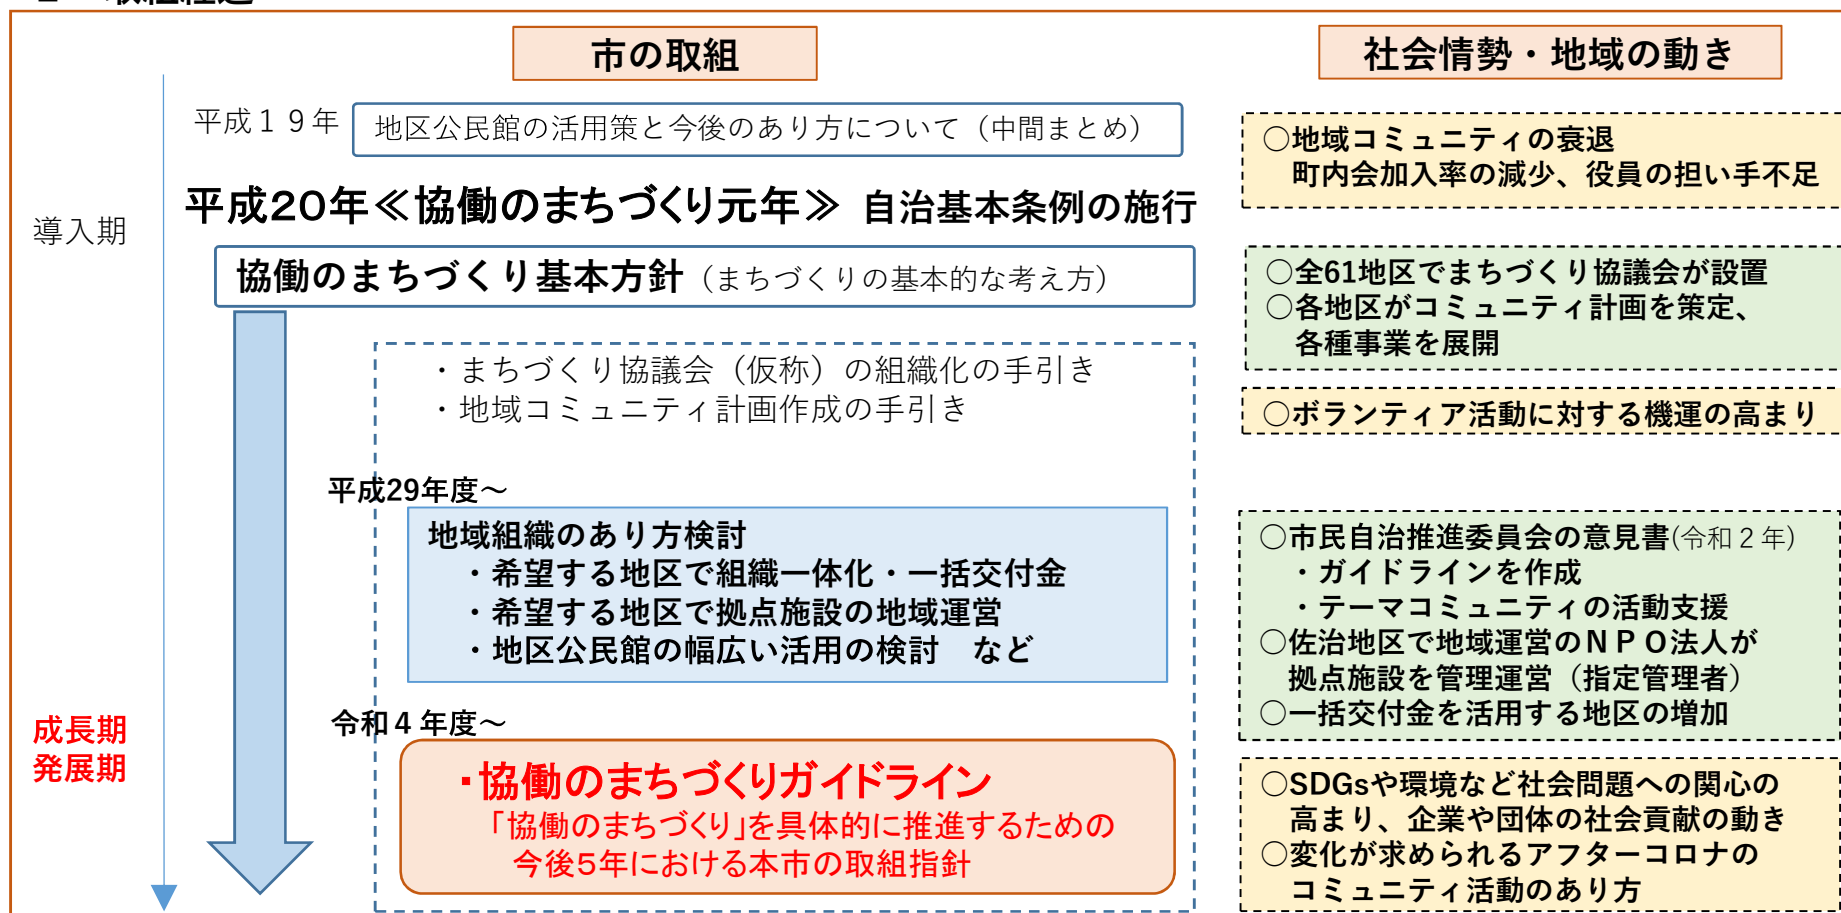 市の取組
平成１９年
地区公民館の活用策と今後のあり方について（中間まとめ）
平成20年≪協働のまちづくり元年≫ 自治基本条例の施行
導入期
協働のまちづくり基本方針（まちづくりの基本的な考え方）
・まちづくり協議会（仮称）の組織化の手引き
・地域コミュニティ計画作成の手引き
平成29年度～
地域組織のあり方検討
・希望する地区で組織一体化・一括交付金
・希望する地区で拠点施設の地域運営
・地区公民館の幅広い活用の検討　など
令和４年度～
成長期
発展期
・協働のまちづくりガイドライン
「協働のまちづくり」を具体的に推進するための
今後5年における本市の取組指針
社会情勢・地域の動き
○地域コミュニティの衰退
町内会加入率の減少、役員の担い手不足
○全61地区でまちづくり協議会が設置
○各地区がコミュニティ計画を策定、
各種事業を展開
○ボランティア活動に対する機運の高まり
○市民自治推進委員会の意見書(令和２年)
・ガイドラインを作成
・テーマコミュニティの活動支援
○佐治地区で地域運営のＮＰＯ法人が
拠点施設を管理運営（指定管理者）
○一括交付金を活用する地区の増加
○SDGsや環境など社会問題への関心の
高まり、企業や団体の社会貢献の動き
○変化が求められるアフターコロナの
コミュニティ活動のあり方